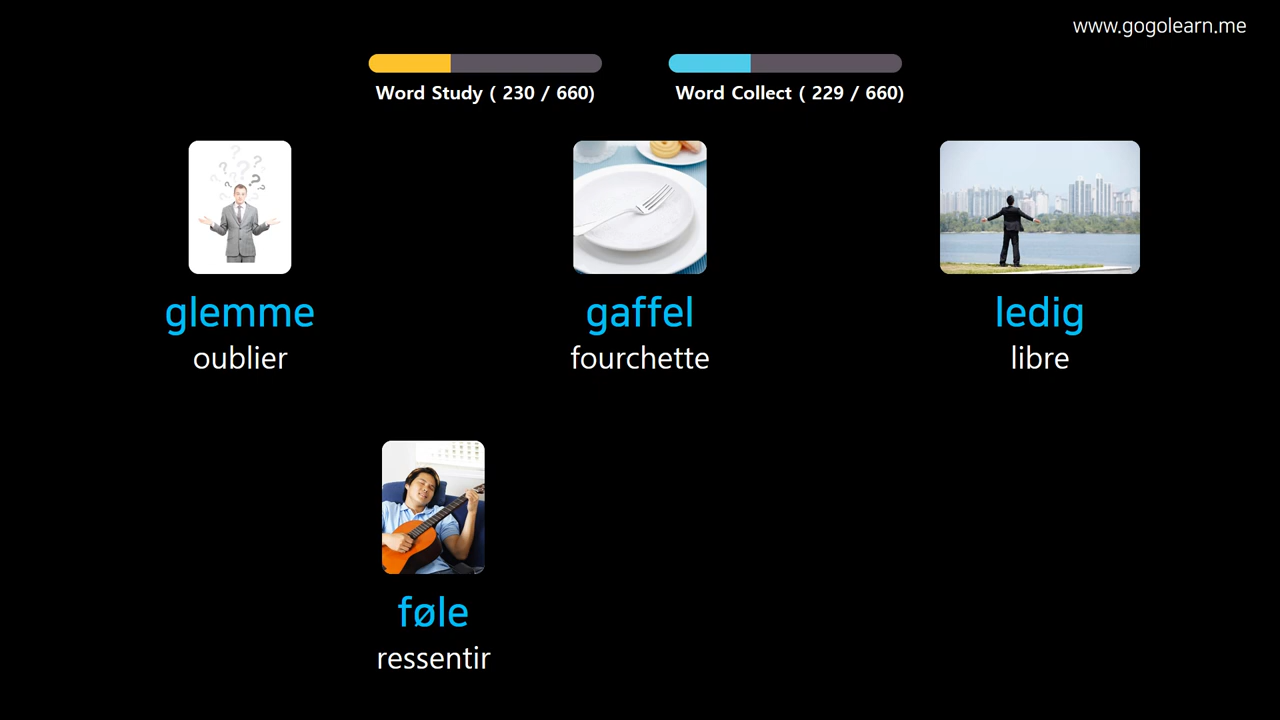 www.gogolearn.me
Word Study ( 230 / 660)
Word Collect ( 229 / 660)
glemme
oublier
gaffel
fourchette
ledig
libre
føle
ressentir